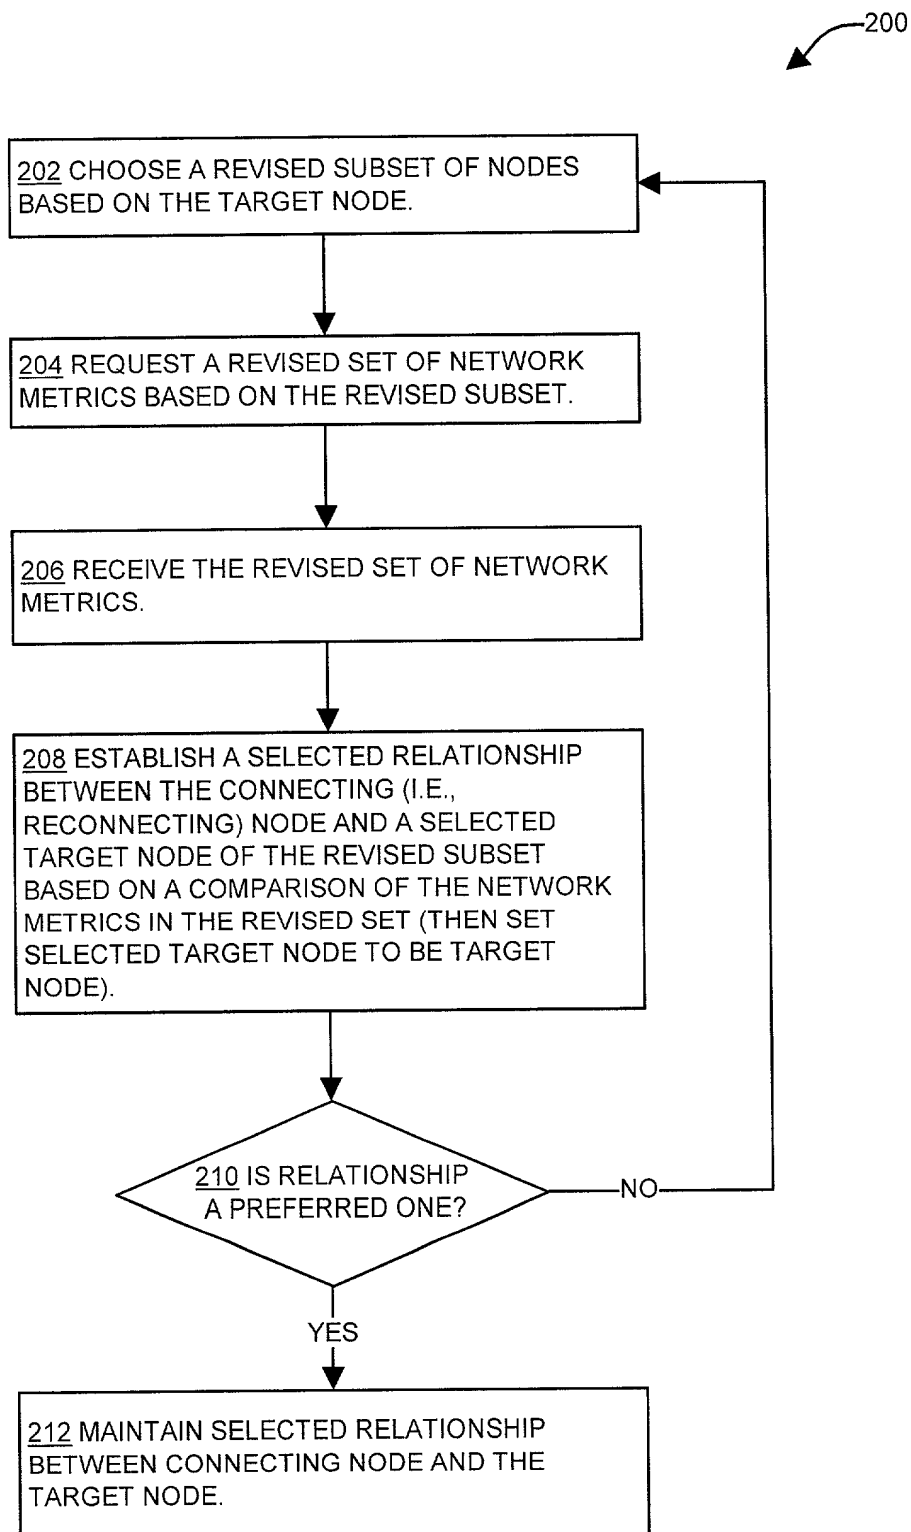 200
202 CHOOSE A REVISED SUBSET OF NODES
BASED ON THE TARGET NODE.
204 REQUEST A REVISED SET OF NETWORK
METRICS BASED ON THE REVISED SUBSET.
206 RECEIVE THE REVISED SET OF NETWORK
METRICS.
208 ESTABLISH A SELECTED RELATIONSHIP
BETWEEN THE CONNECTING (I.E.,
RECONNECTING) NODE AND A SELECTED
TARGET NODE OF THE REVISED SUBSET
BASED ON A COMPARISON OF THE NETWORK
METRICS IN THE REVISED SET (THEN SET
SELECTED TARGET NODE TO BE TARGET
NODE).
210 IS RELATIONSHIP
A PREFERRED ONE?
NO
YES
212 MAINTAIN SELECTED RELATIONSHIP
BETWEEN CONNECTING NODE AND THE
TARGET NODE.